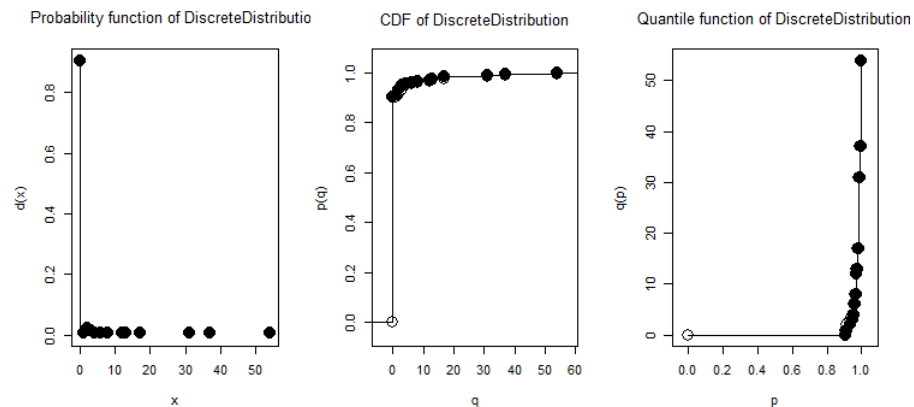 Probability function of DiscreteDistributio
CDF of DiscreteDistribution
Quantile function of DiscreteDistribution
d(x)
0.0 0.2 0.4 0.6 0.8
0 10 20 30 40 50
x
p(q)
0.0 0.2 0.4 0.6 0.8 1.0
0 10 20 30 40 50 60
q
q(p)
0 10 20 30 40 50
0.0 0.2 0.4 0.6 0.8 1.0
p